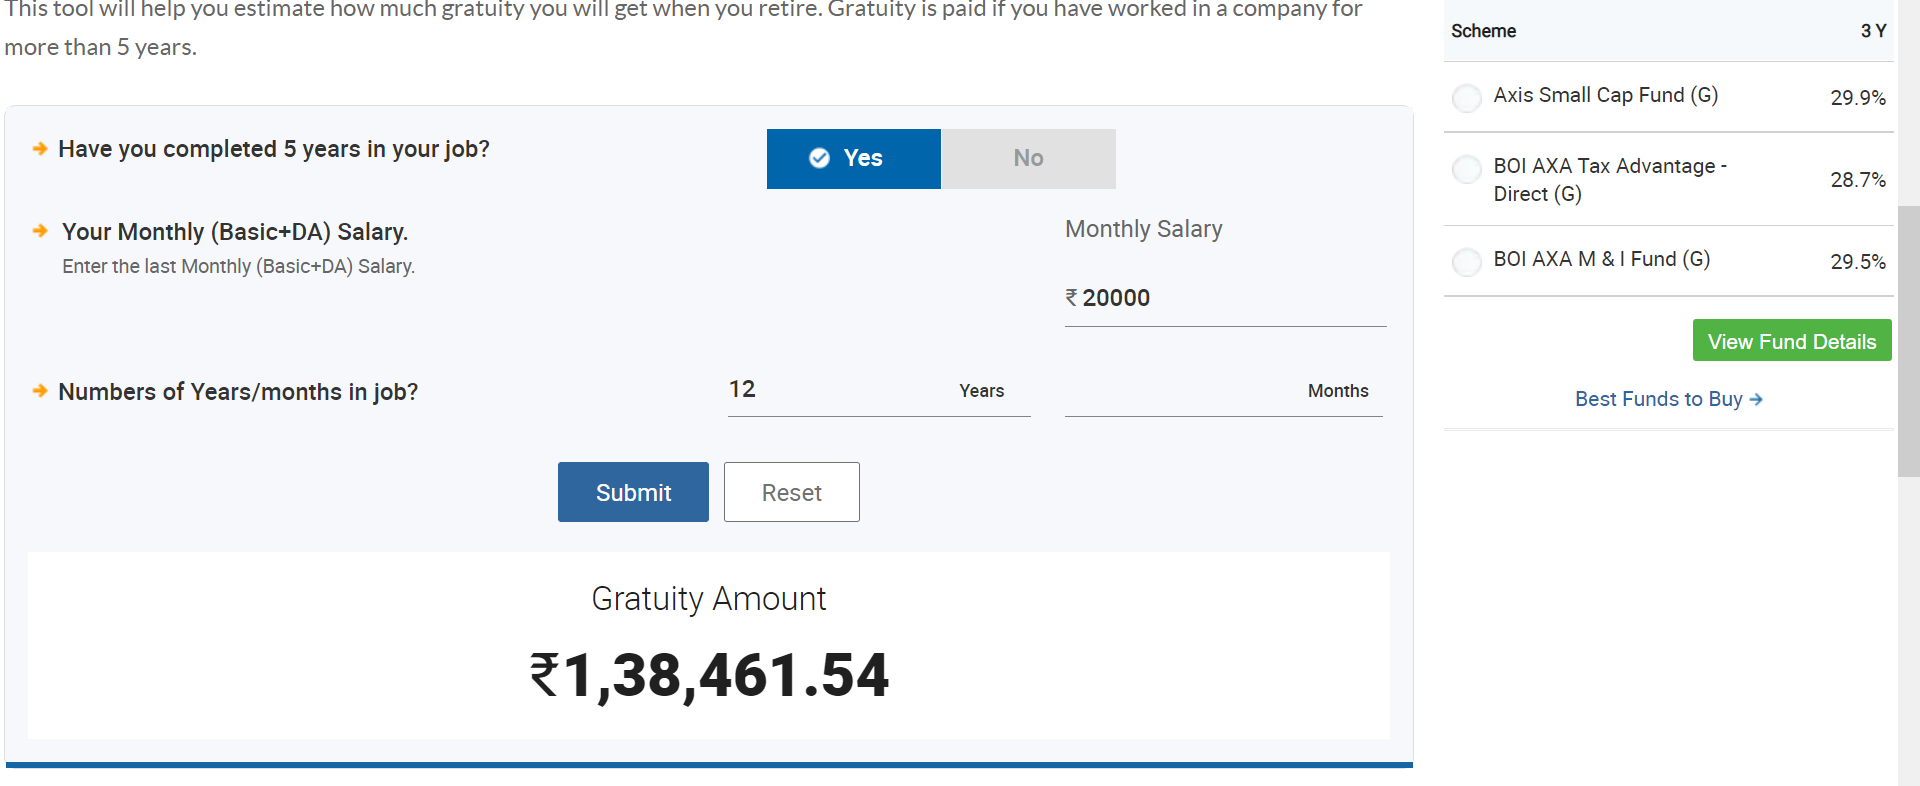 This tool will help you estimate how much gratuity you will get when you retire. Gratuity is paid if you have worked in a company for
more than 5 years.
Have you completed 5 years in your job?
Yes
No
Your Monthly (Basic+DA) Salary.
Enter the last Monthly (Basic+DA) Salary.
Monthly Salary
₹ 20000
Numbers of Years/months in job?
12 Years
Months
Submit
Reset
Gratuity Amount
₹1,38,461.54
Scheme 3 Y
Axis Small Cap Fund (G) 29.9%
BOI AXA Tax Advantage -
Direct (G) 28.7%
BOI AXA M & I Fund (G) 29.5%
View Fund Details
Best Funds to Buy